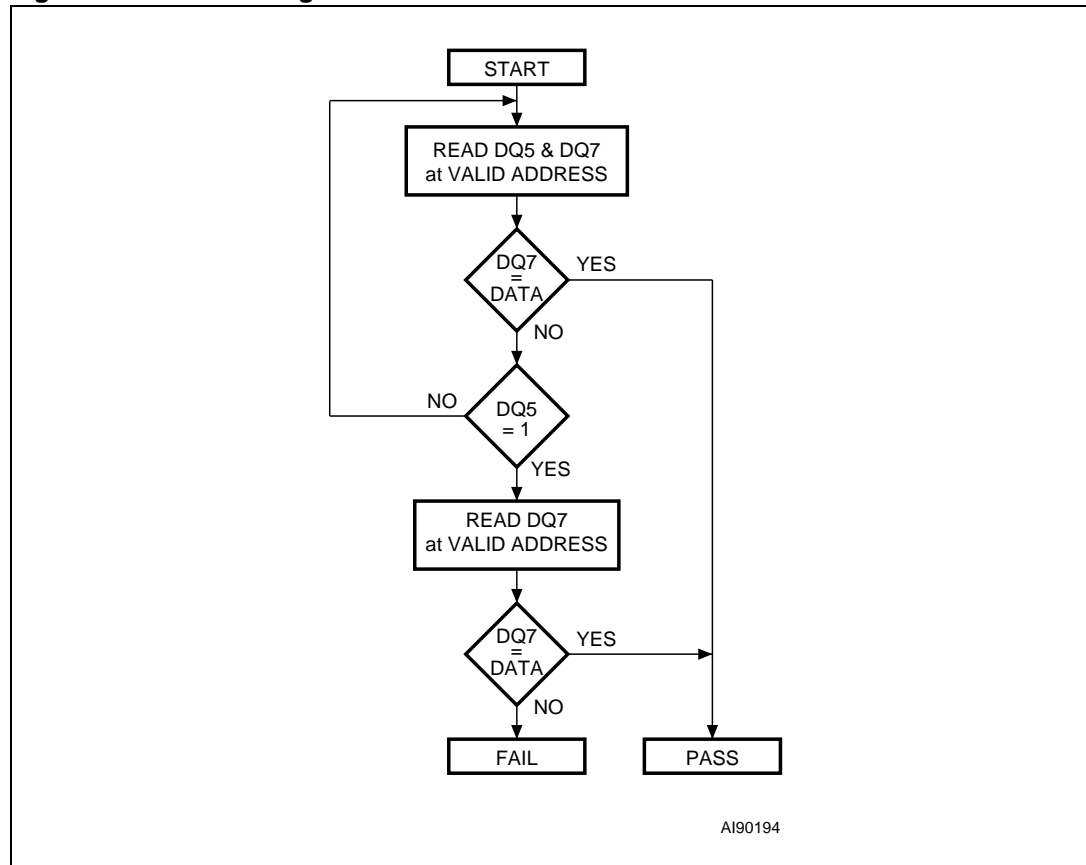 START
READ DQ5 & DQ7
at VALID ADDRESS
DQ7
=
DATA
YES
NO
DQ5
= 1
NO
YES
READ DQ7
at VALID ADDRESS
DQ7
=
DATA
YES
NO
FAIL
PASS
AI90194